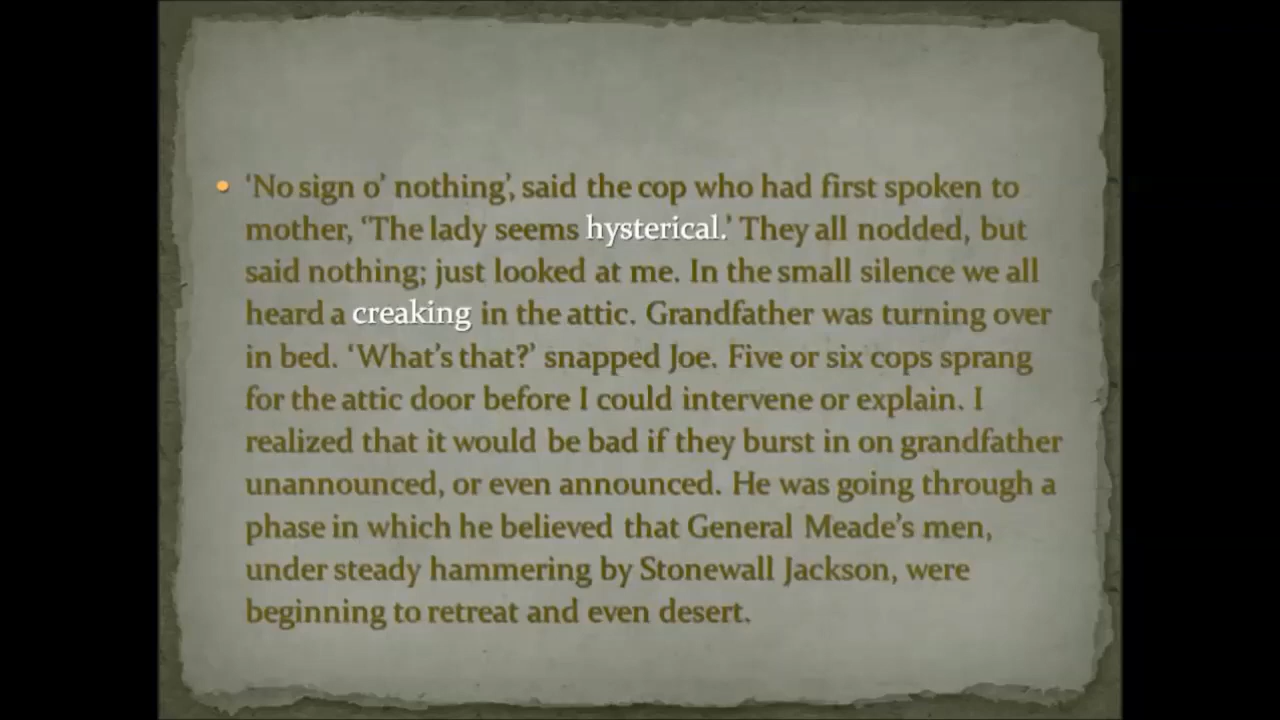 • ‘No sign o’ nothing’, said the cop who had first spoken to
mother, ‘The lady seems hysterical.’ They all nodded, but
said nothing; just looked at me. In the small silence we all
heard a creaking in the attic. Grandfather was turning over
in bed. ‘What’s that?’ snapped Joe. Five or six cops sprang
for the attic door before I could intervene or explain. I
realized that it would be bad if they burst in on grandfather
unannounced, or even announced. He was going through a
phase in which he believed that General Meade’s men,
under steady hammering by Stonewall Jackson, were
beginning to retreat and even desert.